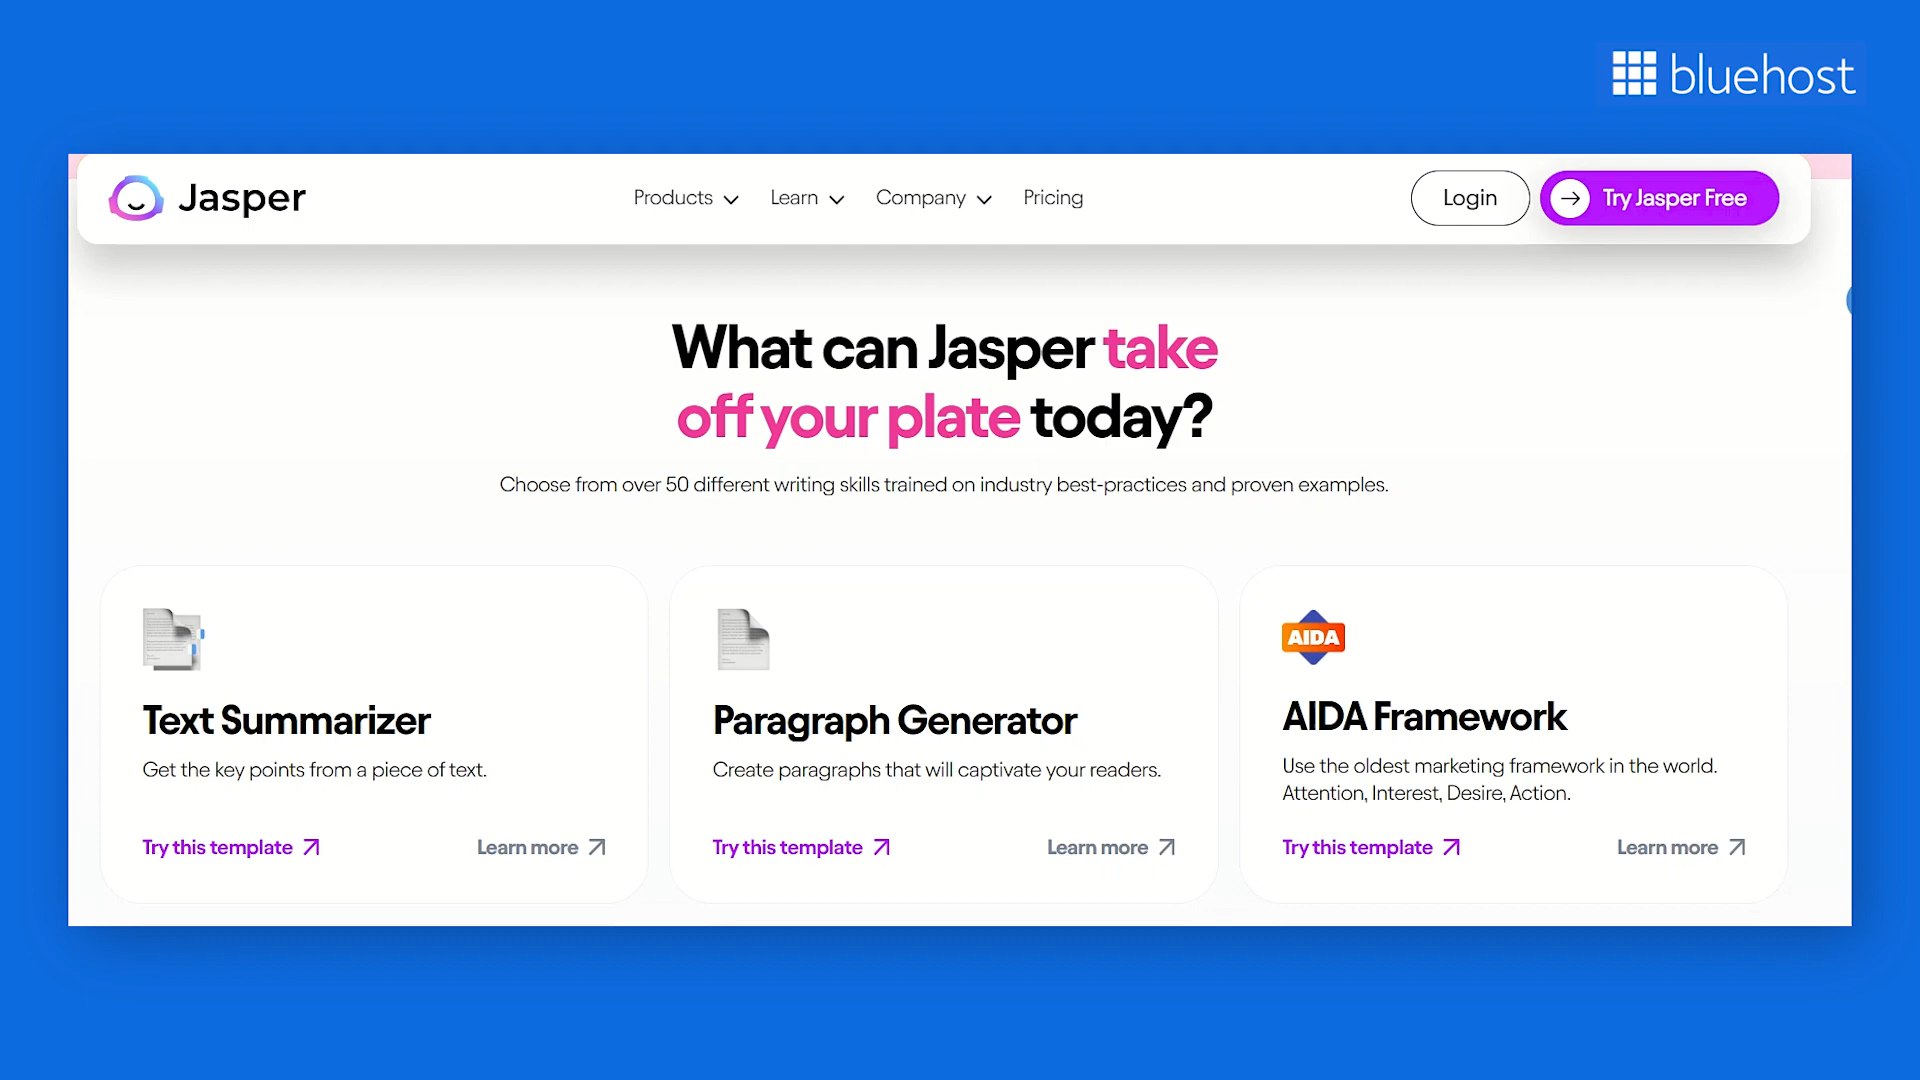 bluehost
Jasper
Products
Learn
Company
Pricing
Login
Try Jasper Free
What can Jasper take
off your plate today?
Choose from over 50 different writing skills trained on industry best-practices and proven examples.
Text Summarizer
Get the key points from a piece of text.
Try this template
Learn more
Paragraph Generator
Create paragraphs that will captivate your readers.
Try this template
Learn more
AIDA
AIDA Framework
Use the oldest marketing framework in the world.
Attention, Interest, Desire, Action.
Try this template
Learn more